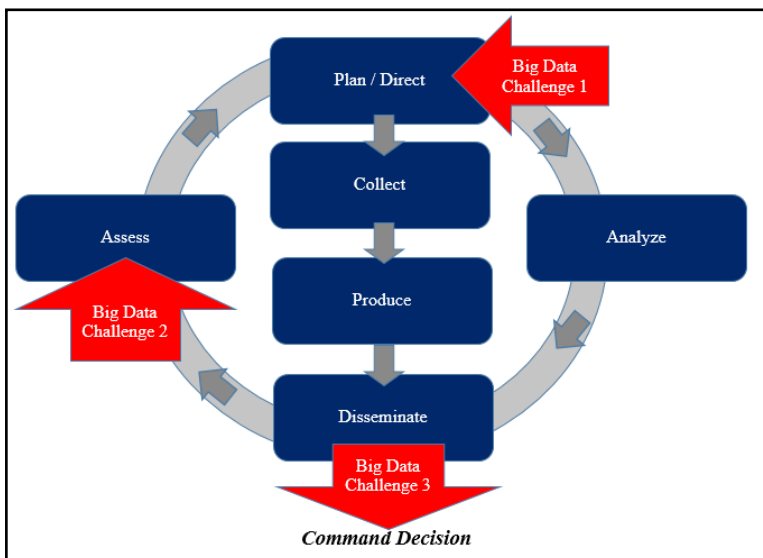 Plan / Direct
Big Data
Challenge 1
Collect
Assess
Analyze
Produce
Big Data
Challenge 2
Disseminate
Big Data
Challenge 3
Command Decision